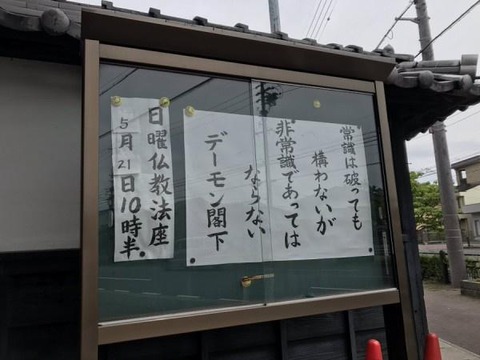 常識は破っても
構わないが
非常識であっては
ならない
デーモン閣下
日曜仏教法座
5月21日10時半。